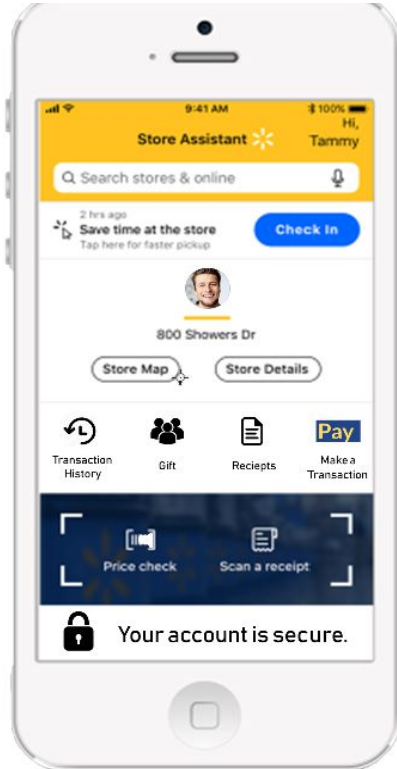 9:41 AM
100%
Hi,
Tammy
Store Assistant
Search stores & online
2 hrs ago
Save time at the store
Tap here for faster pickup
Check In
800 Showers Dr
Store Map
Store Details
Transaction
History
Gift
Reciepts
Pay
Make a
Transaction
Price check
Scan a receipt
Your account is secure.